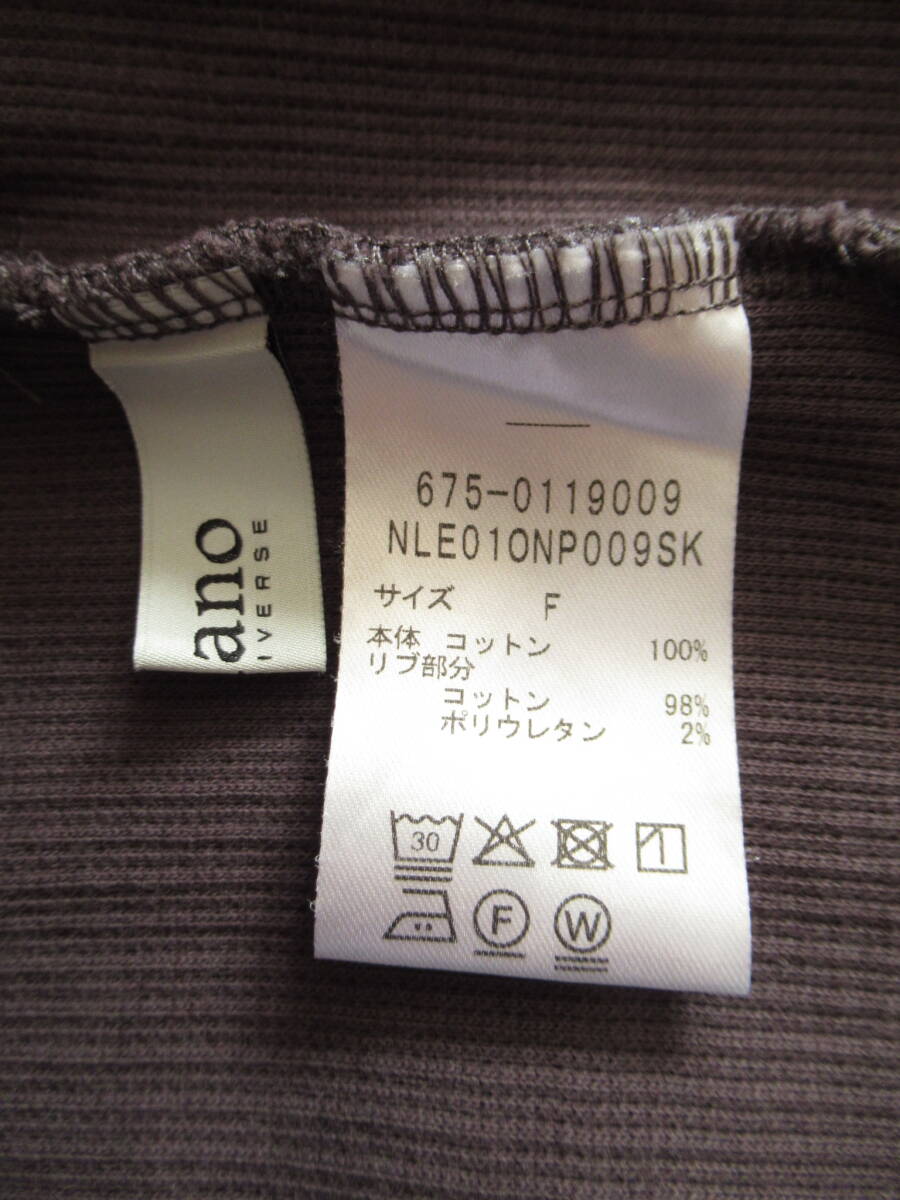 ano
IVERSE
675-0119009
NLE010NP009SK
サイズ F
本体 コットン 100%
リブ部分
コットン 98%
ポリウレタン 2%
30
F W